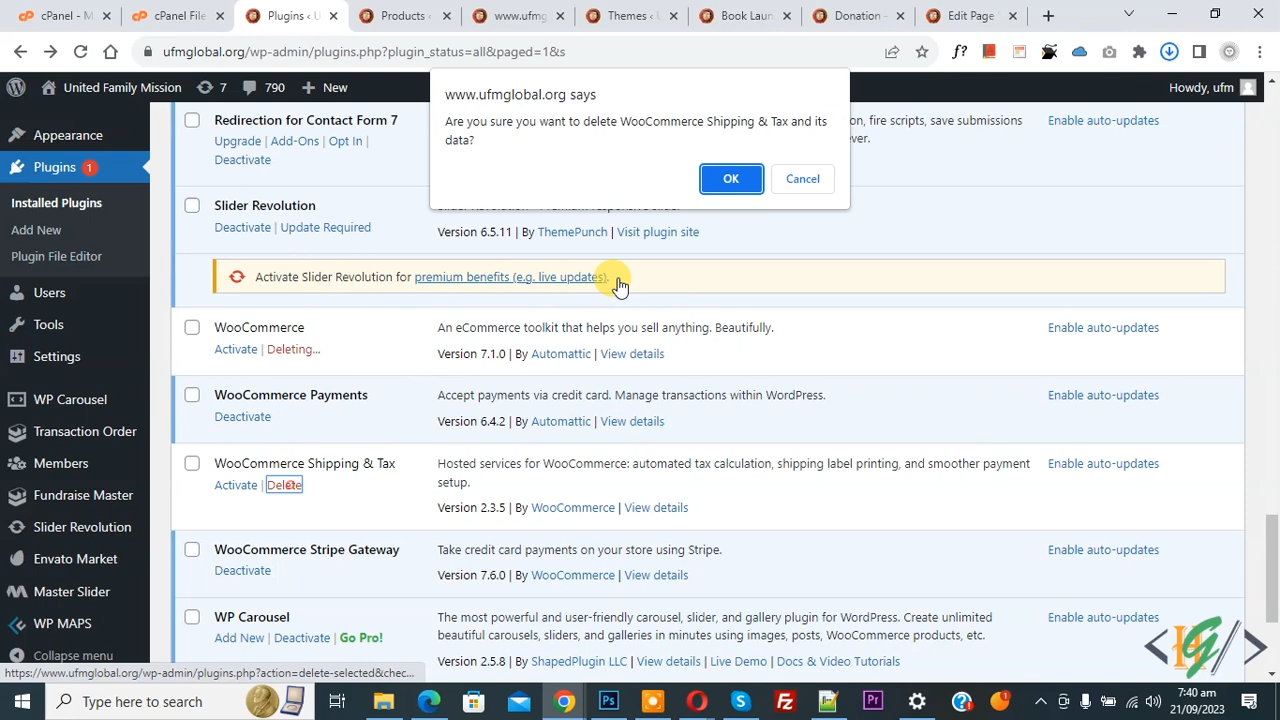 cPanel - M
cPanel File
Plugins ‹ U
Products ‹
www.ufmg
Themes ‹ U
Book Laun
Donation –
Edit Page
ufmglobal.org/wp-admin/plugins.php?plugin_status=all&paged=1&s
f?
United Family Mission
7
790
New
Howdy, ufm
www.ufmglobal.org says
Are you sure you want to delete WooCommerce Shipping & Tax and its
data?
OK
Cancel
Appearance
Plugins 1
Installed Plugins
Add New
Plugin File Editor
Users
Tools
Settings
WP Carousel
Transaction Order
Members
Fundraise Master
Slider Revolution
Envato Market
Master Slider
WP MAPS
Collapse menu
Redirection for Contact Form 7
Upgrade | Add-Ons | Opt In |
Deactivate
on, fire scripts, save submissions
ver.
Enable auto-updates
Slider Revolution
Deactivate | Update Required
Version 6.5.11 | By ThemePunch | Visit plugin site
Activate Slider Revolution for premium benefits (e.g. live updates).
WooCommerce
Activate | Deleting...
An eCommerce toolkit that helps you sell anything. Beautifully.
Version 7.1.0 | By Automattic | View details
Enable auto-updates
WooCommerce Payments
Deactivate
Accept payments via credit card. Manage transactions within WordPress.
Version 6.4.2 | By Automattic | View details
Enable auto-updates
WooCommerce Shipping & Tax
Activate | Delete
Hosted services for WooCommerce: automated tax calculation, shipping label printing, and smoother payment
setup.
Version 2.3.5 | By WooCommerce | View details
Enable auto-updates
WooCommerce Stripe Gateway
Deactivate
Take credit card payments on your store using Stripe.
Version 7.6.0 | By WooCommerce | View details
Enable auto-updates
WP Carousel
Add New | Deactivate | Go Pro!
The most powerful and user-friendly carousel, slider, and gallery plugin for WordPress. Create unlimited
beautiful carousels, sliders, and galleries in minutes using images, posts, WooCommerce products, etc.
Version 2.5.8 | By ShapedPlugin LLC | View details | Live Demo | Docs & Video Tutorials
Enable auto-updates
https://www.ufmglobal.org/wp-admin/plugins.php?action=delete-selected&chec...
Type here to search
Ps
Pr
7:40 am
21/09/2023